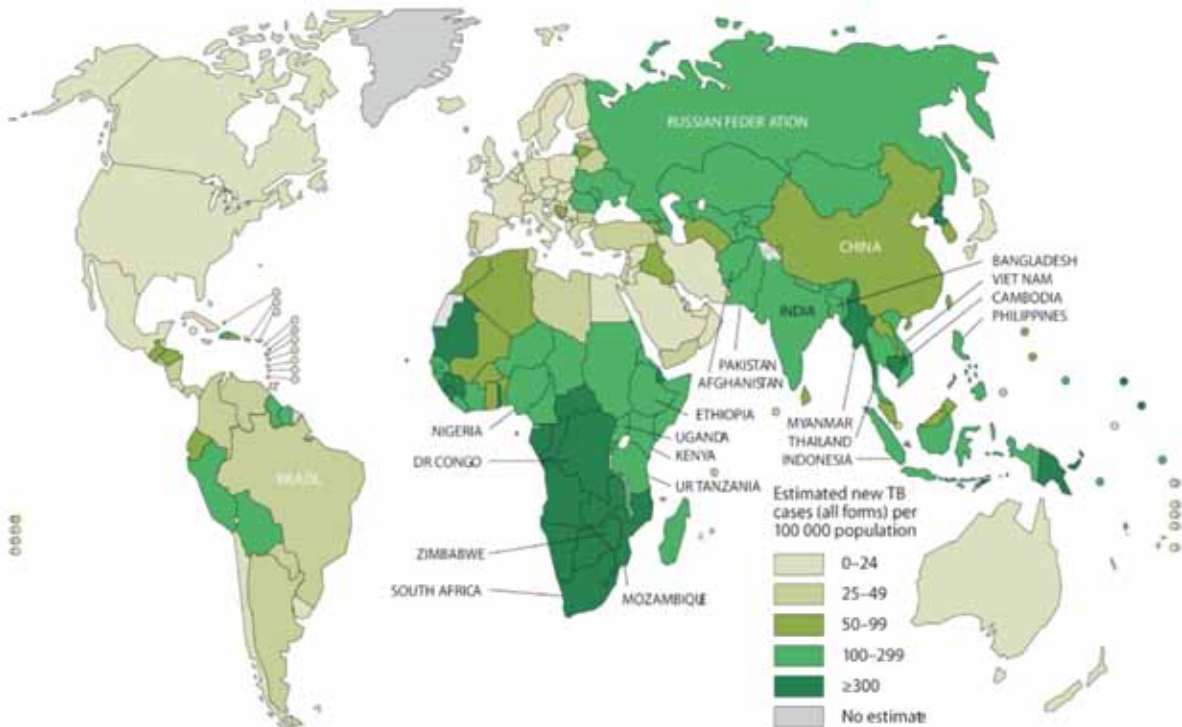 RUSSIAN FEDER ATION
CHINA
BANGLADESH
VIET NAM
CAMBODIA
PHILIPPINES
INDIA
PAKISTAN
AFGHANISTAN
ETHIOPIA
NIGERIA
UGANDA
KENYA
DR CONGO
UR TANZANIA
MYANMAR
THAILAND
INDONESIA
BRAZIL
ZIMBABWE
SOUTH AFRICA
MOZAMBIQUE
Estimated new TB
cases (all forms) per
100 000 population
0–24
25–49
50–99
100–299
≥300
No estimate